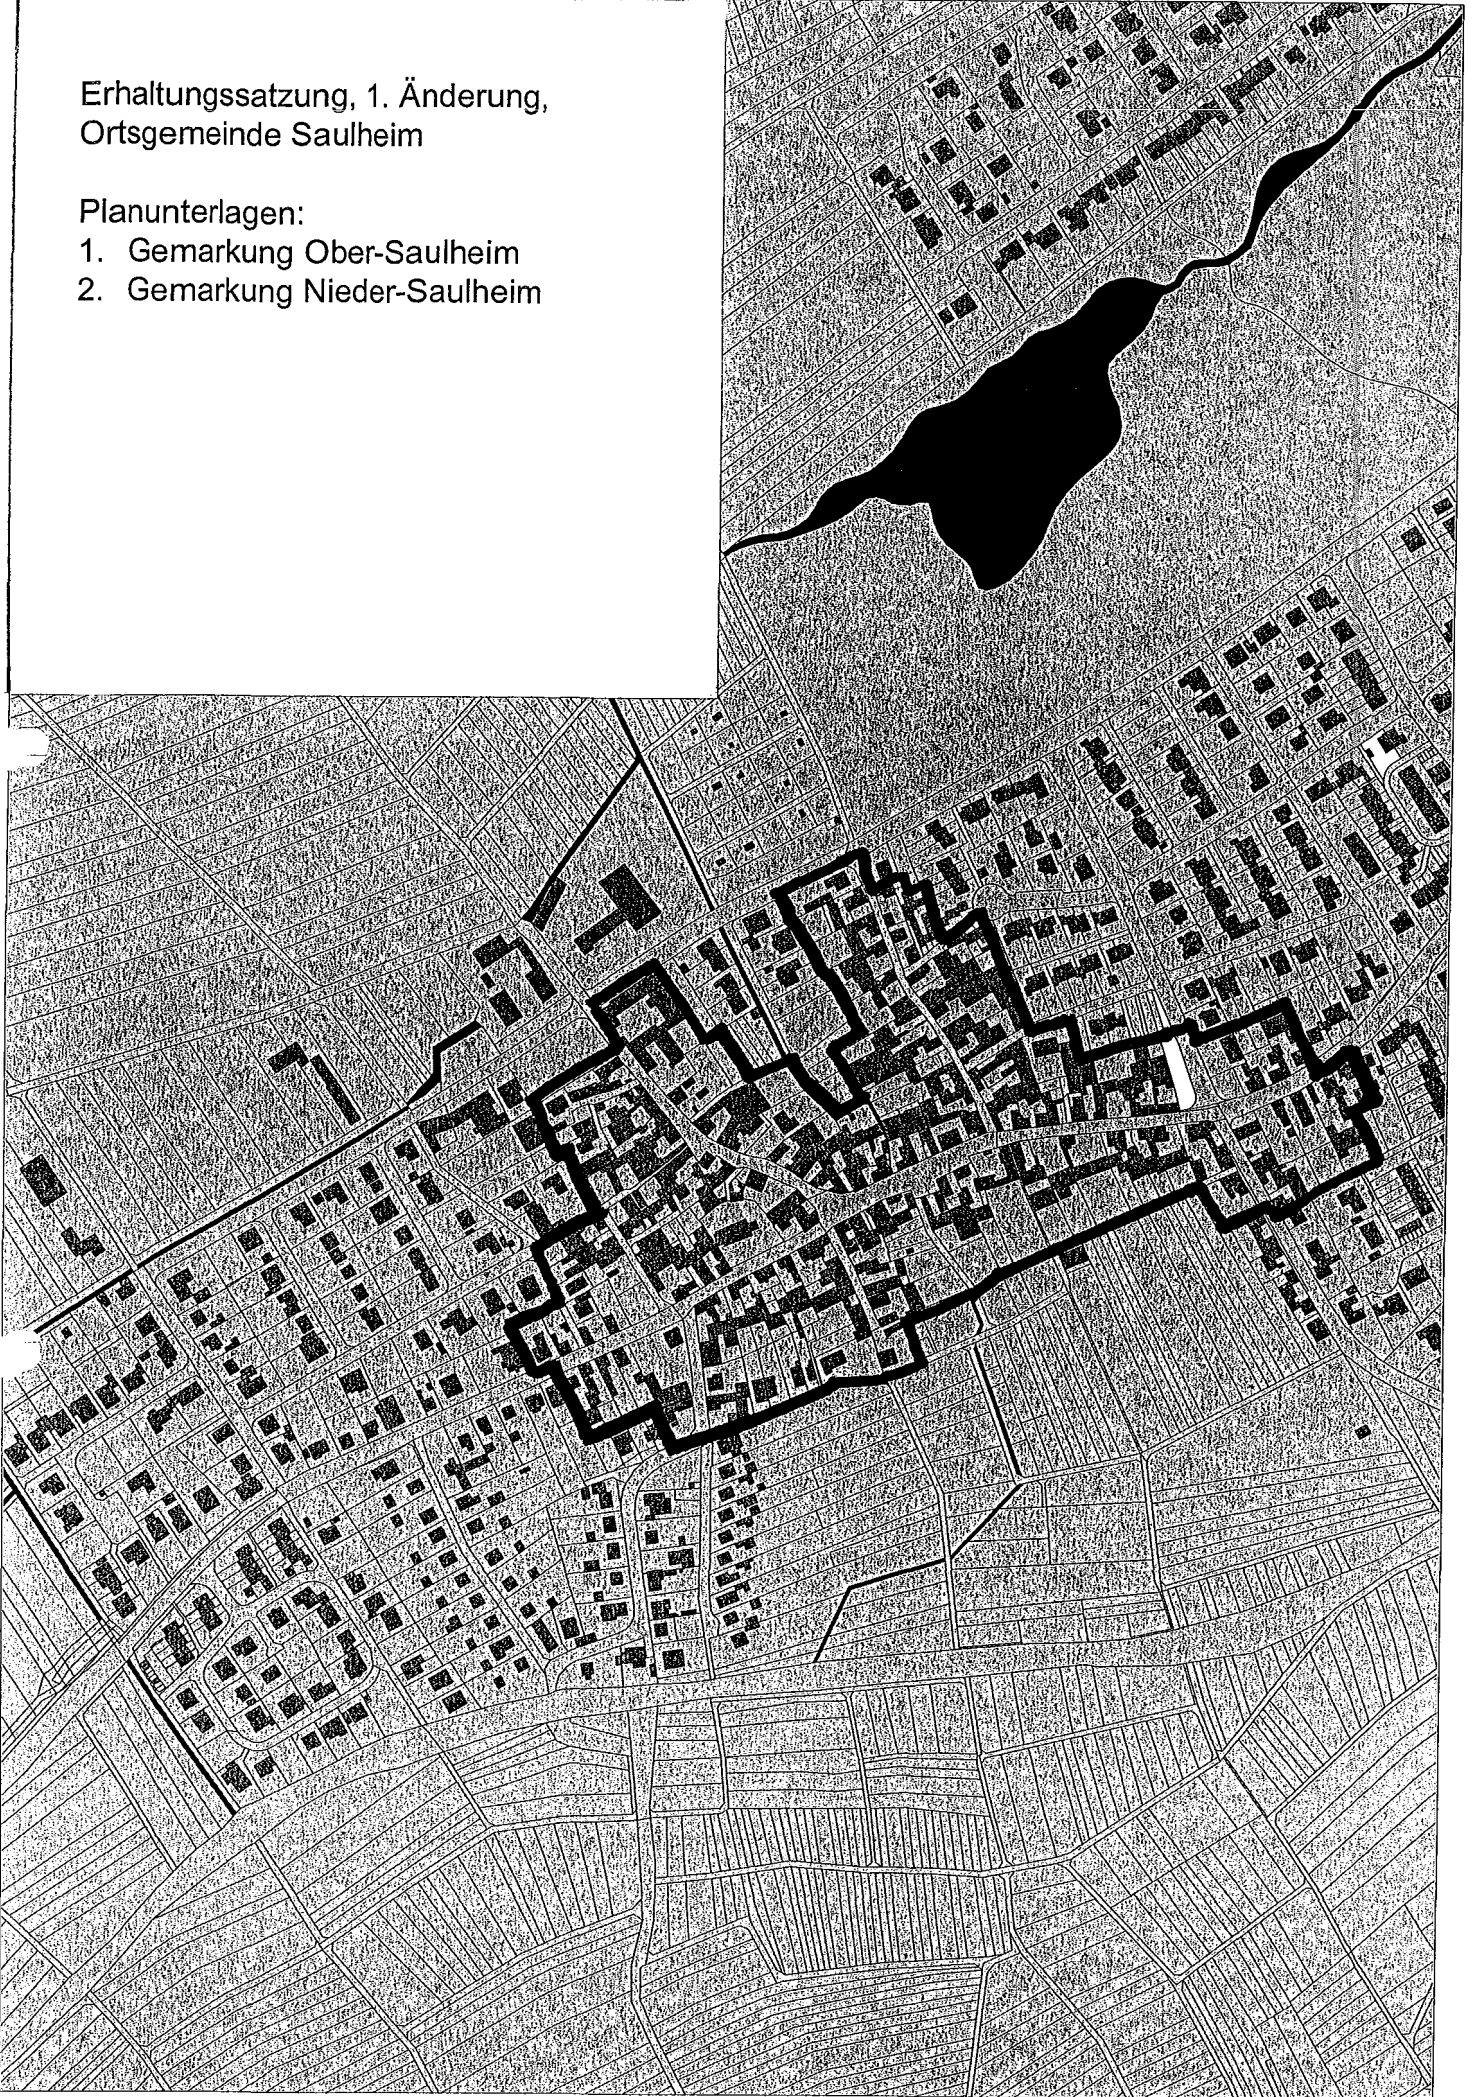 Erhaltungssatzung, 1. Änderung,
Ortsgemeinde Saulheim
Planunterlagen:
1. Gemarkung Ober-Saulheim
2. Gemarkung Nieder-Saulheim